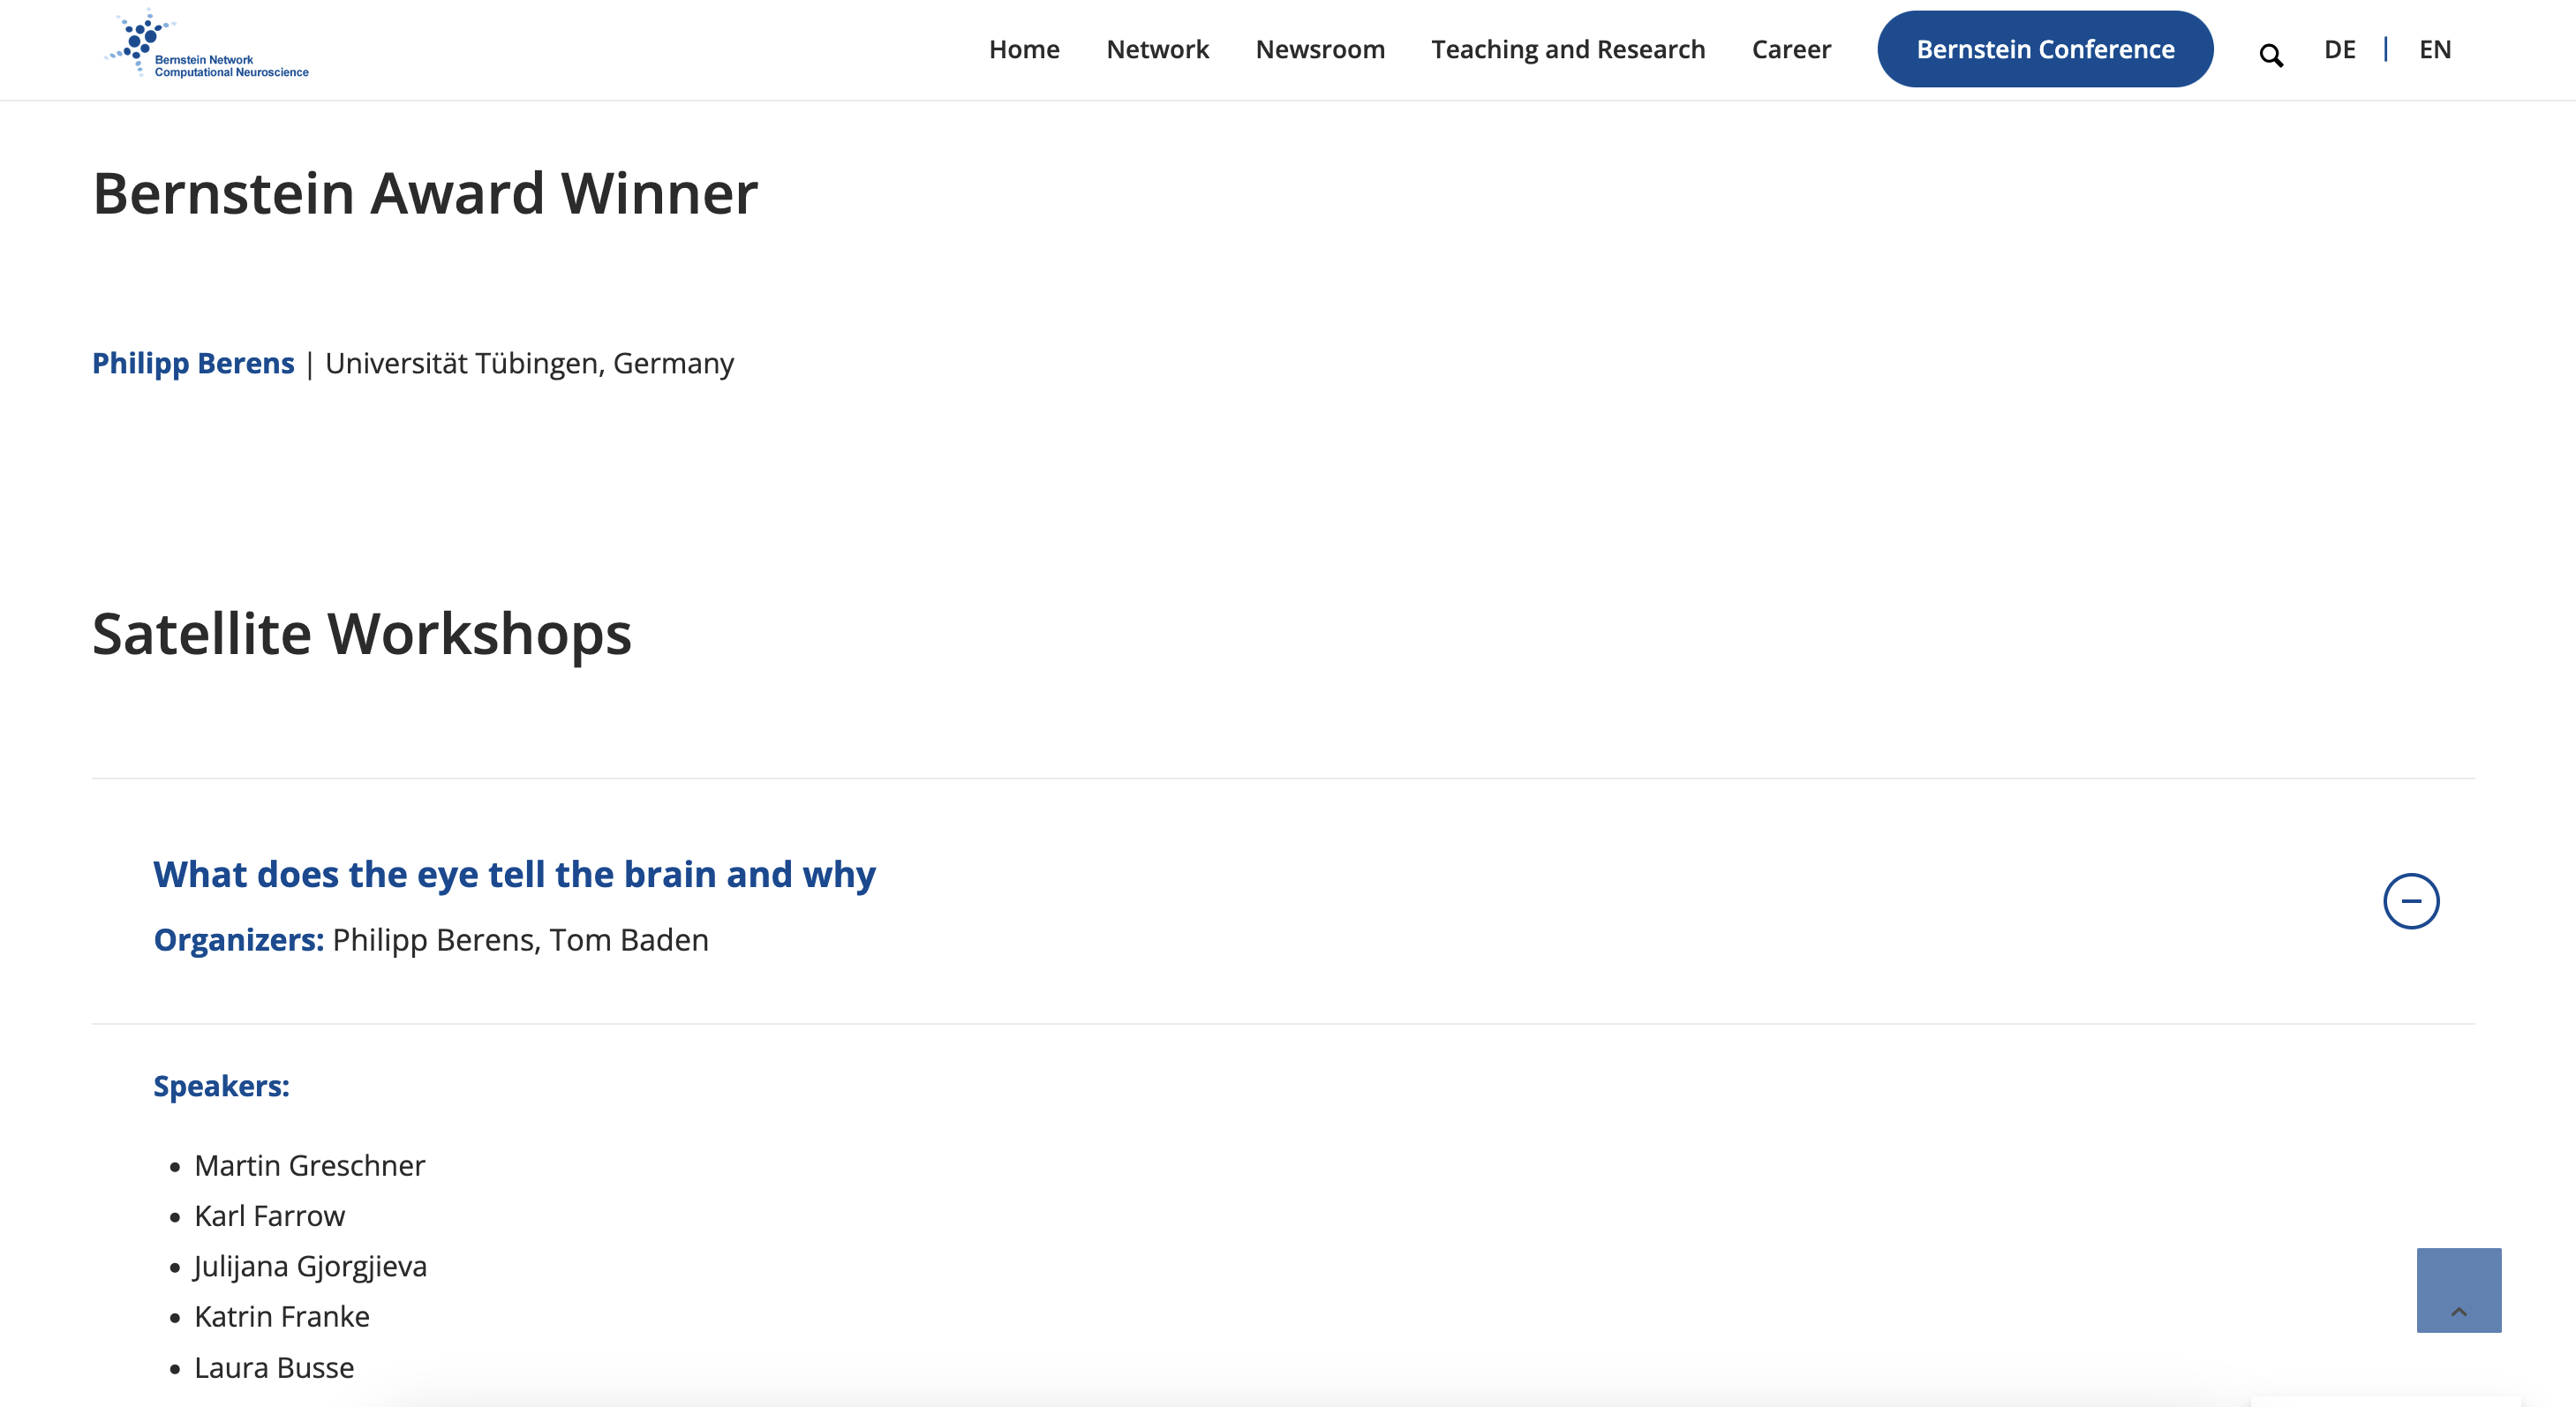 Bernstein Network
Computational Neuroscience
Home Network Newsroom Teaching and Research Career Bernstein Conference DE | EN
Bernstein Award Winner
Philipp Berens | Universität Tübingen, Germany
Satellite Workshops
What does the eye tell the brain and why
Organizers: Philipp Berens, Tom Baden
Speakers:
• Martin Greschner
• Karl Farrow
• Julijana Gjorgjieva
• Katrin Franke
• Laura Busse